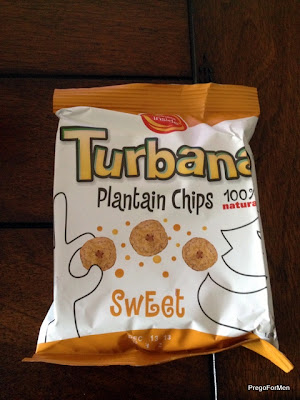 Turbana
Plantain Chips
100%
natural
SwEet
PregoForMen